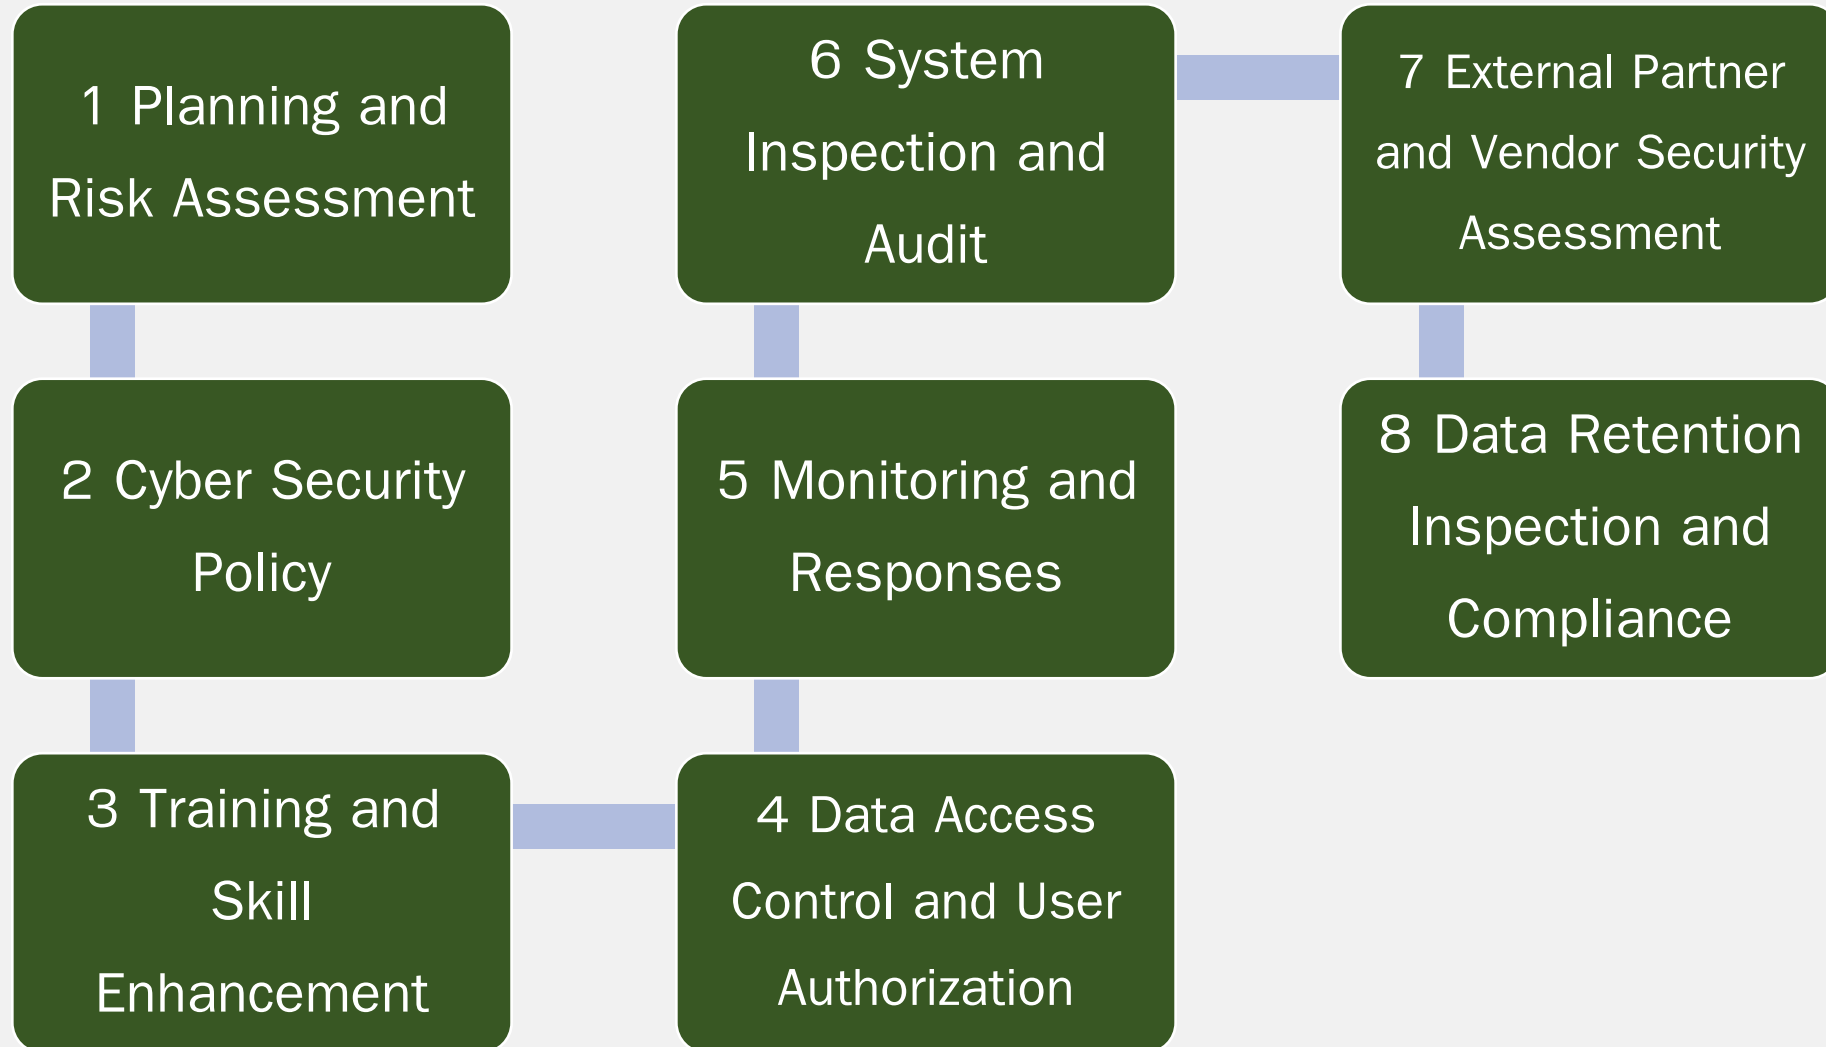 1 Planning and
Risk Assessment
2 Cyber Security
Policy
3 Training and
Skill
Enhancement
4 Data Access
Control and User
Authorization
5 Monitoring and
Responses
6 System
Inspection and
Audit
7 External Partner
and Vendor Security
Assessment
8 Data Retention
Inspection and
Compliance